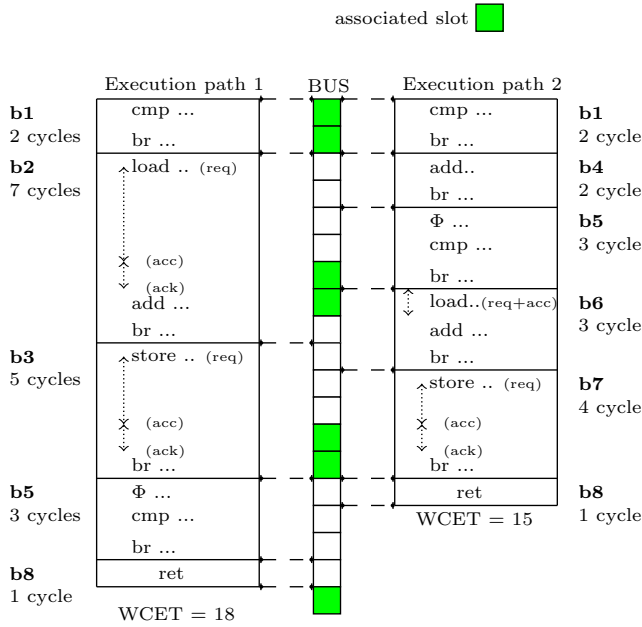 associated slot
Execution path 1
BUS
Execution path 2
b1
2 cycles
cmp ...
br ...
cmp ...
br ...
b1
2 cycle
b2
7 cycles
load .. (req)
(acc)
(ack)
add ...
br ...
add..
br ...
b4
2 cycle
Φ ...
cmp ...
br ...
b5
3 cycle
load..(req+acc)
add ...
br ...
b6
3 cycle
b3
5 cycles
store .. (req)
(acc)
(ack)
br ...
store .. (req)
(acc)
(ack)
br ...
b7
4 cycle
b5
3 cycles
Φ ...
cmp ...
br ...
ret
b8
1 cycle
WCET = 15
b8
1 cycle
ret
WCET = 18